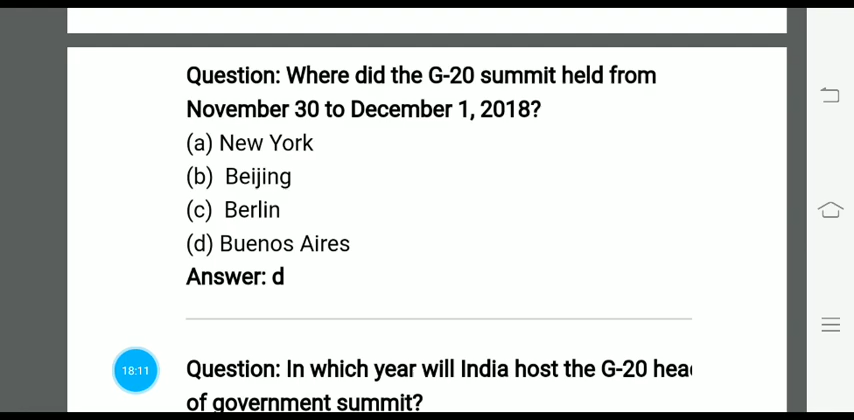 Question: Where did the G-20 summit held from
November 30 to December 1, 2018?
(a) New York
(b) Beijing
(c) Berlin
(d) Buenos Aires
Answer: d
18:11
Question: In which year will India host the G-20 hea
of government summit?